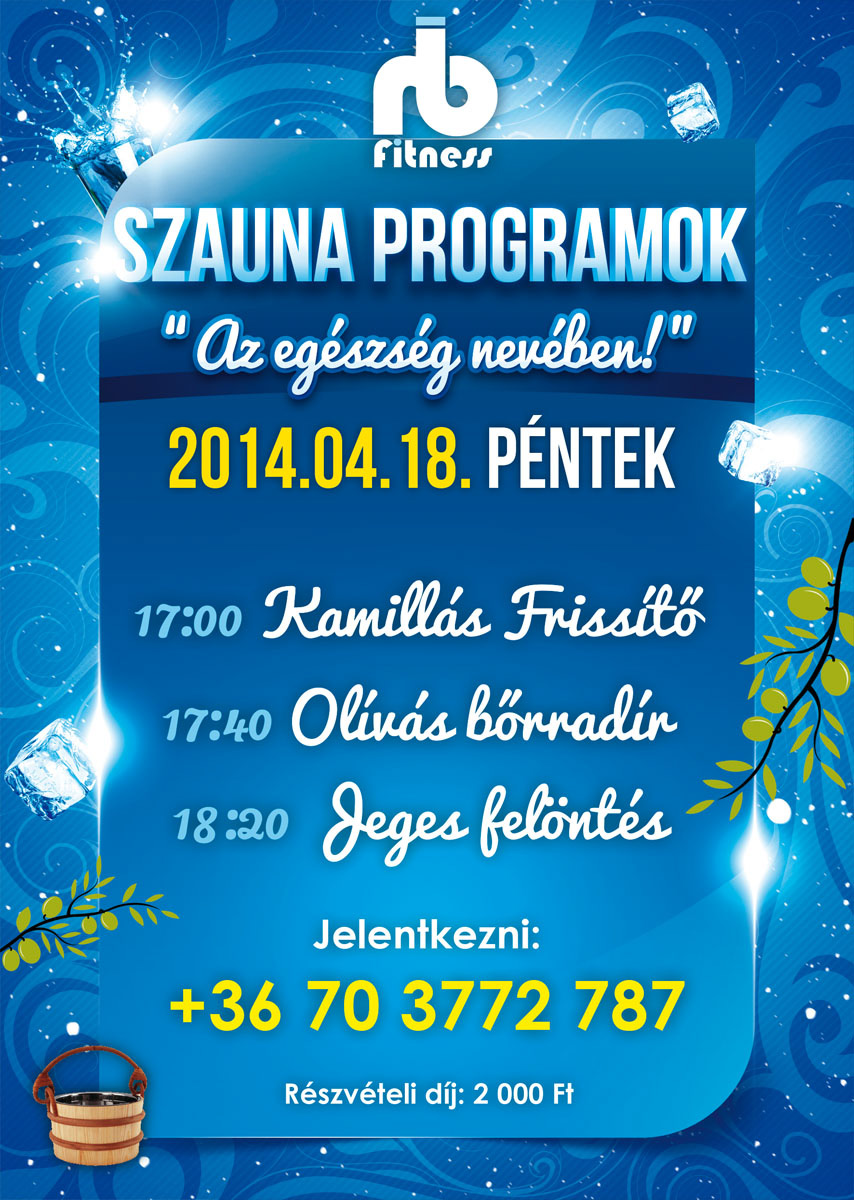 rb
Fitness
SZAUNA PROGRAMOK
"Az egészség nevében!"
2014.04.18. PÉNTEK
17:00 Kamillás Frissítő
17:40 Olívás bőrradír
18:20 Jeges felöntés
Jelentkezni:
+36 70 3772 787
Részvételi díj: 2 000 Ft